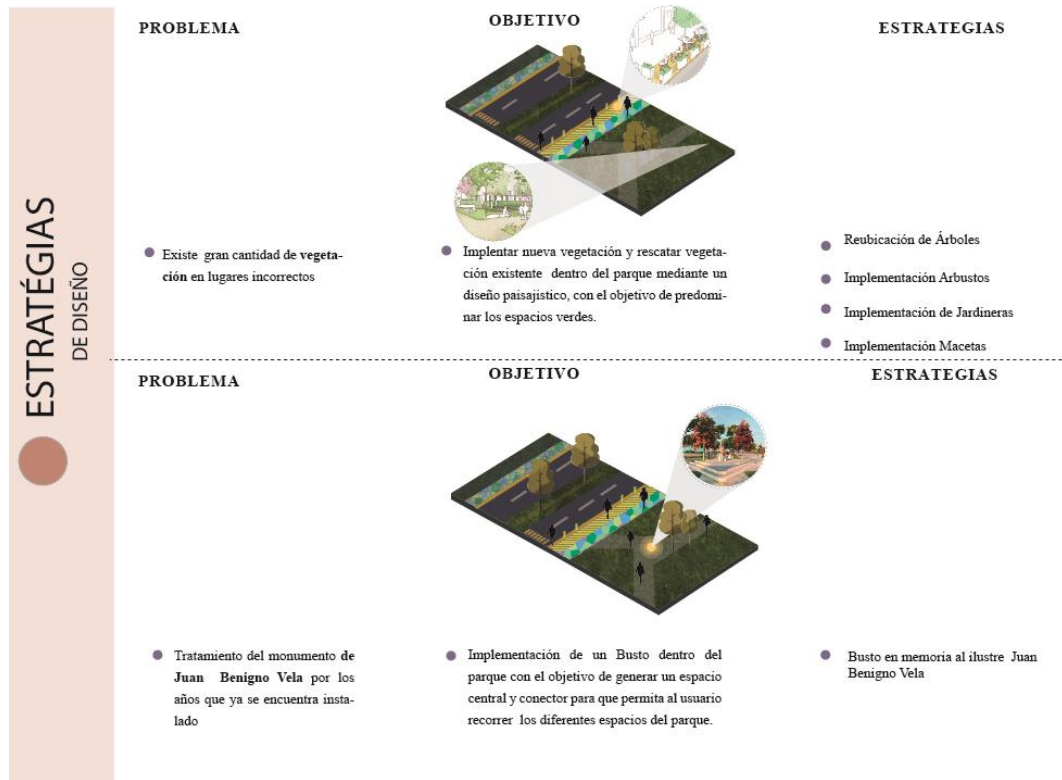 ESTRATÉGIAS
DE DISEÑO
PROBLEMA
OBJETIVO
ESTRATEGIAS
Existe gran cantidad de vegeta-
ción en lugares incorrectos
Implentar nueva vegetación y rescatar vegeta-
ción existente dentro del parque mediante un
diseño paisajistico, con el objetivo de predomi-
nar los espacios verdes.
Reubicación de Árboles
Implementación Arbustos
Implementación de Jardineras
Implementación Macetas
PROBLEMA
OBJETIVO
ESTRATEGIAS
Tratamiento del monumento de
Juan Benigno Vela por los
años que ya se encuentra insta-
lado
Implementación de un Busto dentro del
parque con el objetivo de generar un espacio
central y conector para que permita al usuario
recorrer los diferentes espacios del parque.
Busto en memoria al ilustre Juan
Benigno Vela